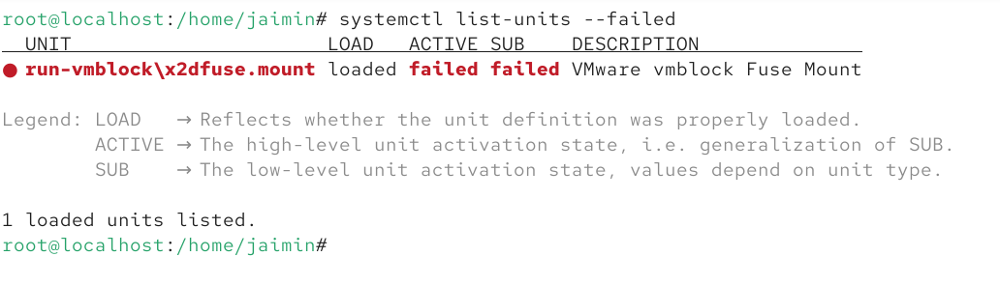 root@localhost:/home/jaimin# systemctl list-units --failed
  UNIT                      LOAD   ACTIVE SUB    DESCRIPTION
● run-vmblock\x2dfuse.mount loaded failed failed VMware vmblock Fuse Mount
Legend: LOAD   → Reflects whether the unit definition was properly loaded.
        ACTIVE → The high-level unit activation state, i.e. generalization of SUB.
        SUB    → The low-level unit activation state, values depend on unit type.
1 loaded units listed.
root@localhost:/home/jaimin#